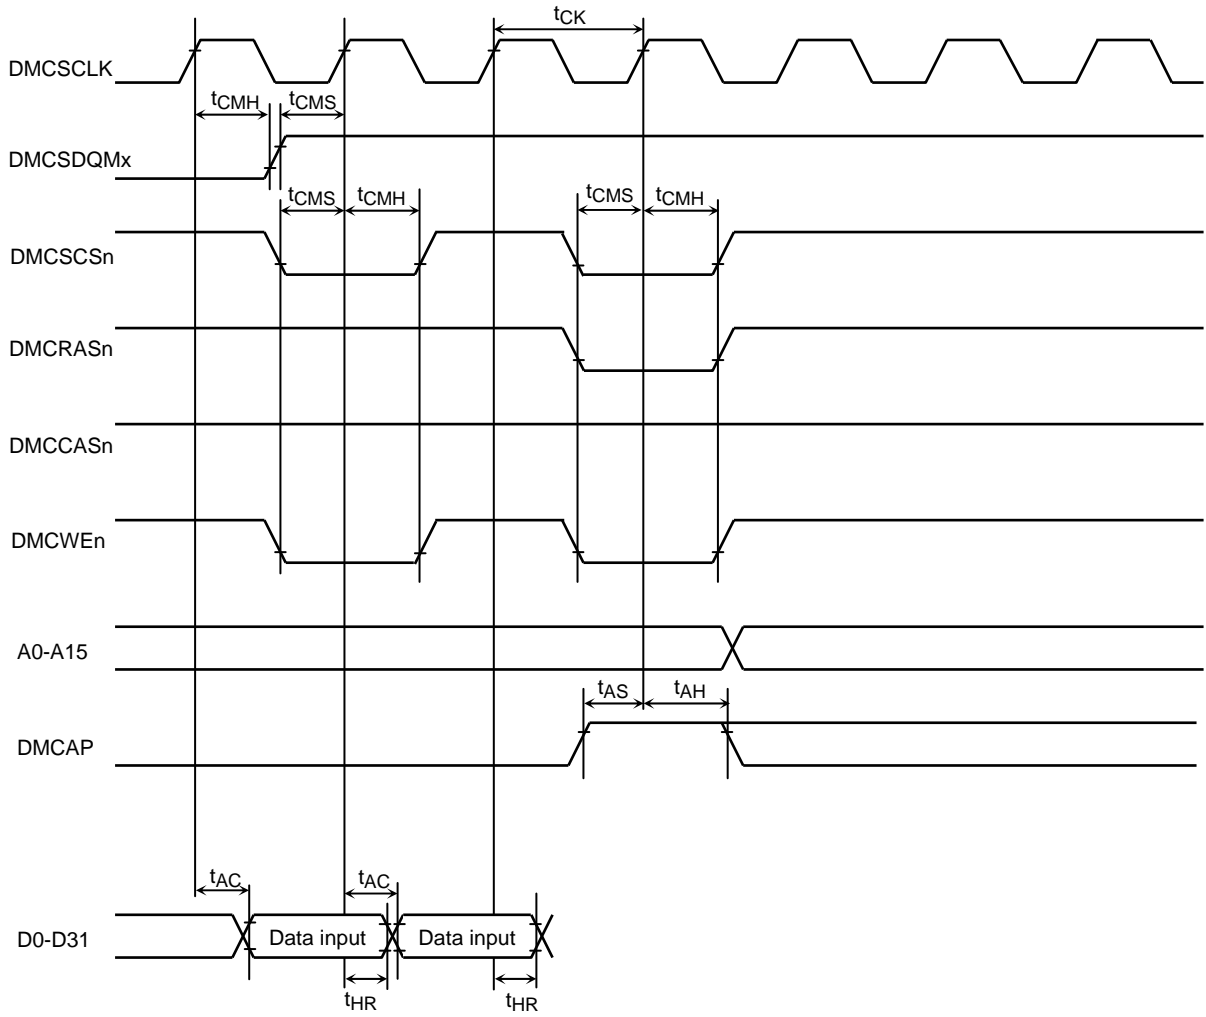 tCK
DMCSCLK
tCMH tCMS
DMCSDQMx
tCMS tCMH tCMS tCMH
DMCSCSn
DMCRASn
DMCCASn
DMCWEn
A0-A15
tAS tAH
DMCAP
tAC tAC
D0-D31 Data input Data input
tHR tHR